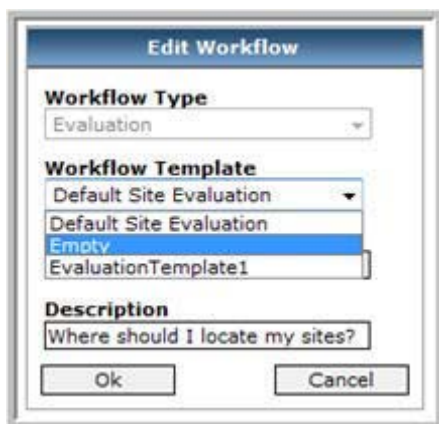 Edit Workflow
Workflow Type
Evaluation
Workflow Template
Default Site Evaluation
Default Site Evaluation
Empty
EvaluationTemplate1
Description
Where should I locate my sites?
Ok Cancel